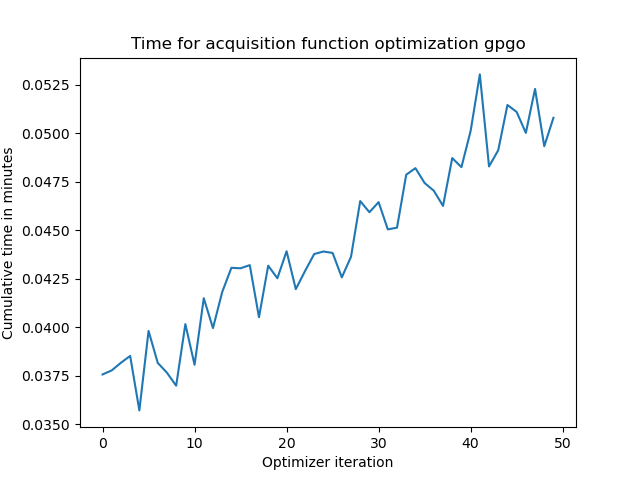 Time for acquisition function optimization gpgo
0.0525
0.0500
0.0475
0.0450
0.0425
0.0400
0.0375
0.0350
Cumulative time in minutes
0 10 20 30 40 50
Optimizer iteration